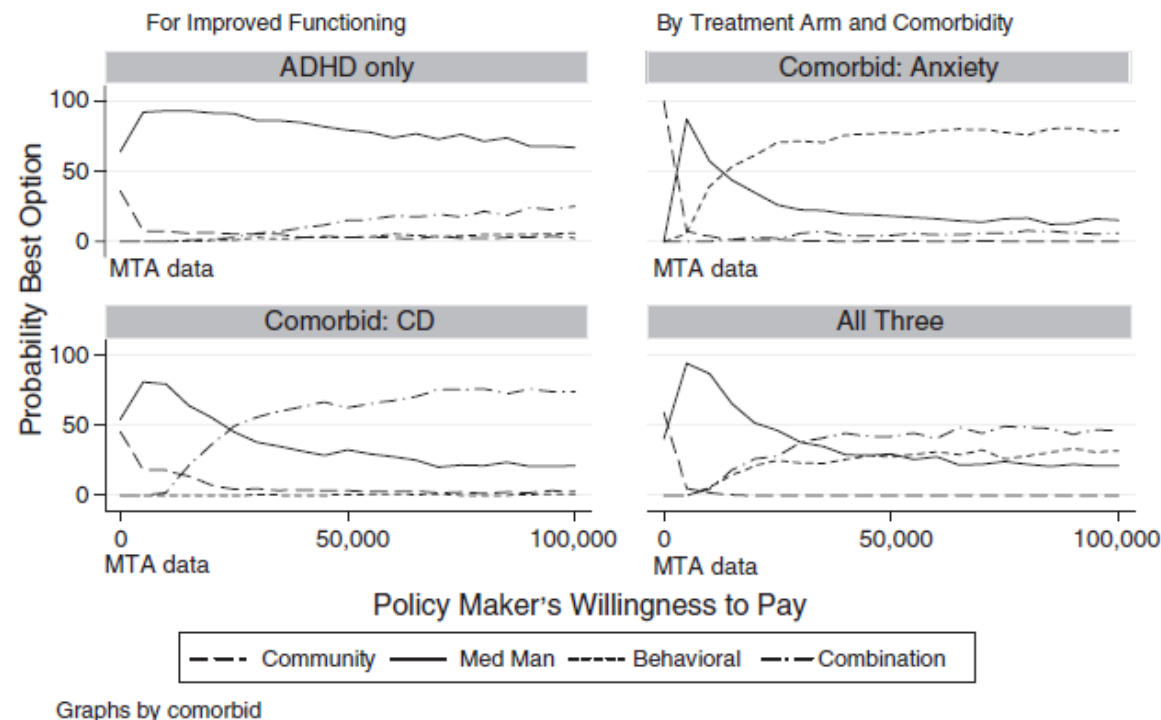 For Improved Functioning By Treatment Arm and Comorbidity
ADHD only Comorbid: Anxiety
100
50
0
MTA data MTA data
Probability Best Option
Comorbid: CD All Three
100
50
0
0 50,000 100,000 0 50,000 100,000
MTA data MTA data
Policy Maker's Willingness to Pay
Community Med Man Behavioral Combination
Graphs by comorbid